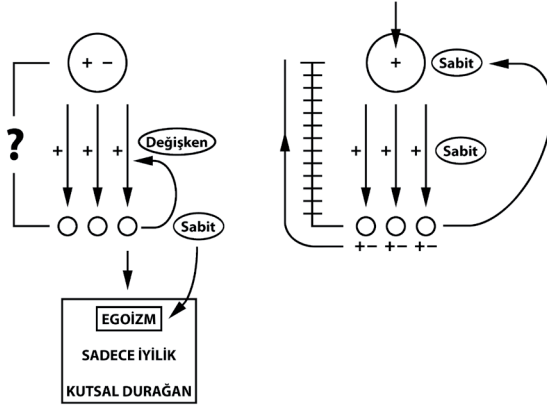 + −
?
+ + +
Değişken
Sabit
EGOİZM
SADECE İYİLİK
KUTSAL DURAĞAN
+
Sabit
+ + +
Sabit
+− +− +−